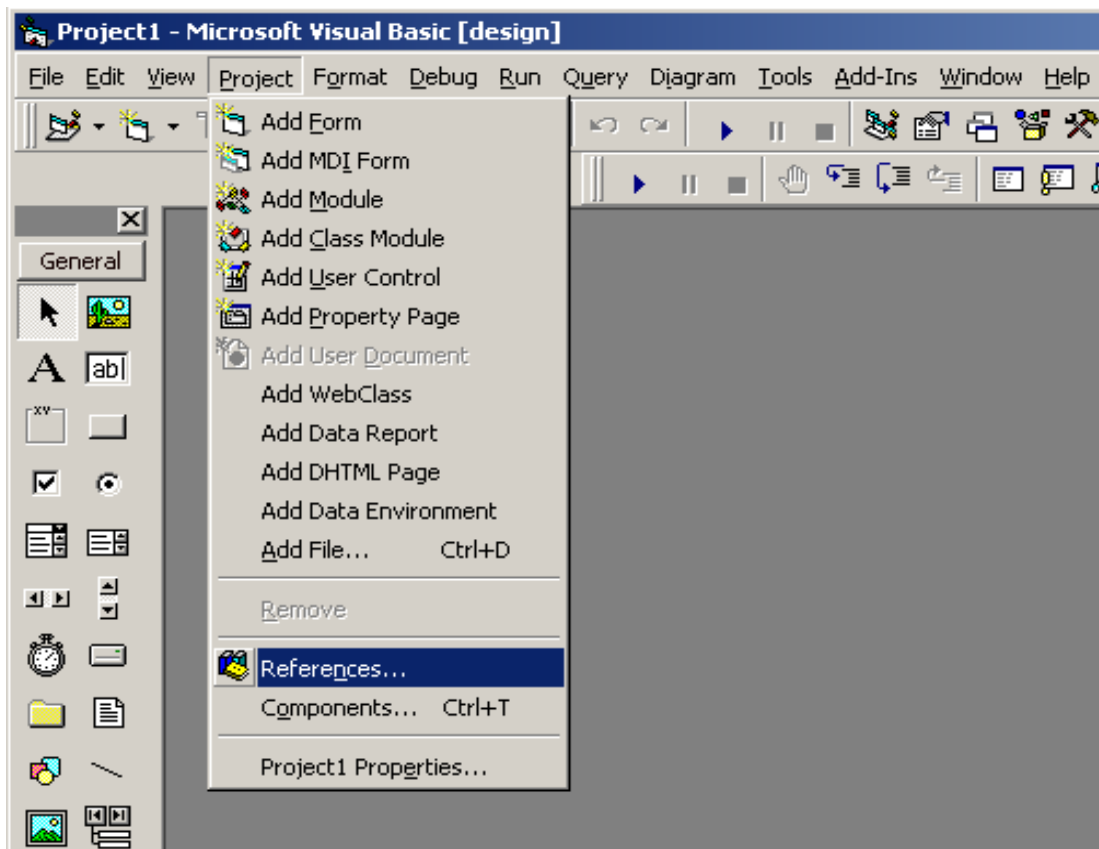 Project1 - Microsoft Visual Basic [design]
File Edit View Project Format Debug Run Query Diagram Tools Add-Ins Window Help
Add Form
Add MDI Form
Add Module
General
Add Class Module
Add User Control
Add Property Page
Add User Document
A ab|
Add WebClass
xy
Add Data Report
Add DHTML Page
Add Data Environment
Add File... Ctrl+D
Remove
References...
Components... Ctrl+T
Project1 Properties...